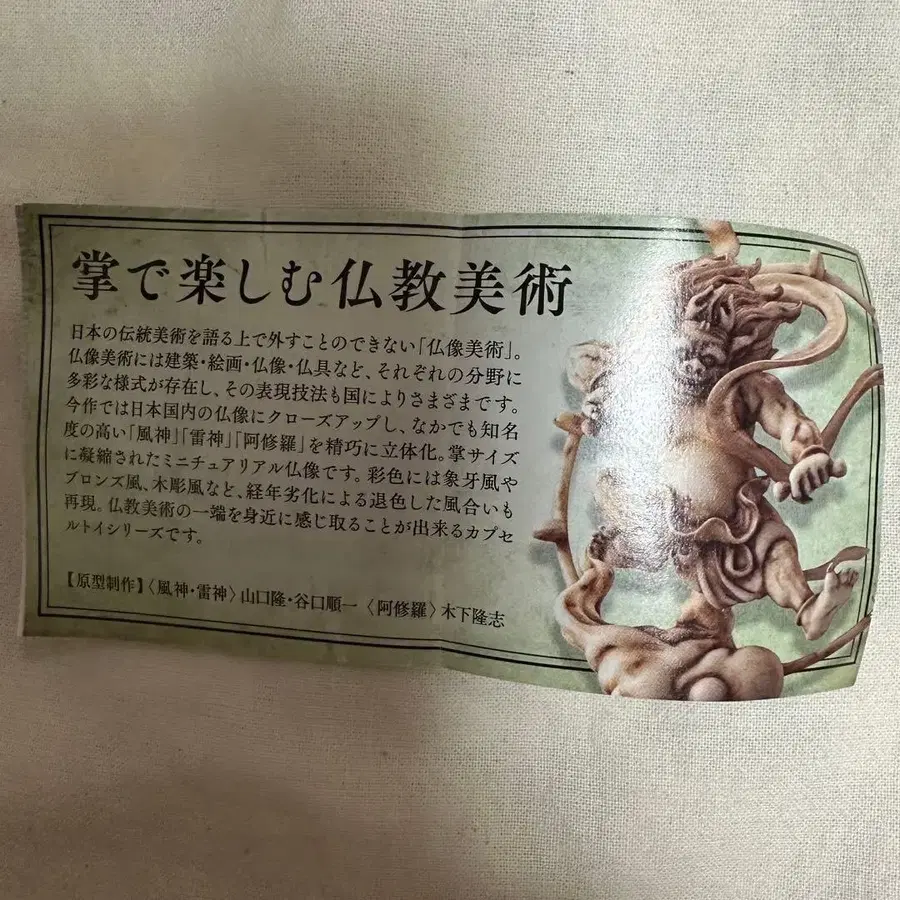 掌で楽しむ仏教美術
日本の伝統美術を語る上で外すことのできない「仏像美術」。
仏像美術には建築・絵画・仏像・仏具など、それぞれの分野に
多彩な様式が存在し、その表現技法も国によりさまざまです。
今作では日本国内の仏像にクローズアップし、なかでも知名
度の高い「風神」「雷神」「阿修羅」を精巧に立体化。掌サイズ
に凝縮されたミニチュアリアル仏像です。彩色には象牙風や
ブロンズ風、木彫風など、経年劣化による退色した風合いも
再現。仏教美術の一端を身近に感じ取ることが出来るカプセ
ルトイシリーズです。
【原型制作】〈風神・雷神〉山口隆・谷口順一 〈阿修羅〉木下隆志